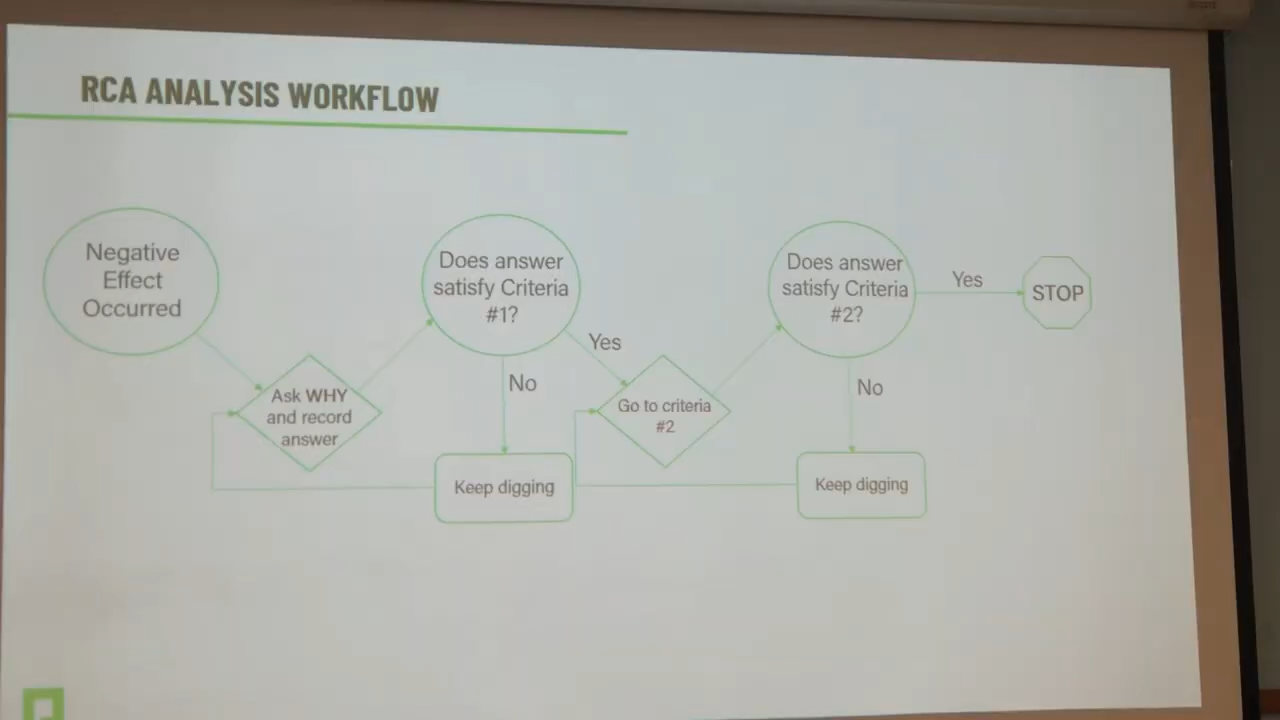 RCA ANALYSIS WORKFLOW
Negative
Effect
Occurred
Ask WHY
and record
answer
Does answer
satisfy Criteria
#1?
Yes
No
Keep digging
Go to criteria
#2
Does answer
satisfy Criteria
#2?
Yes
No
Keep digging
STOP